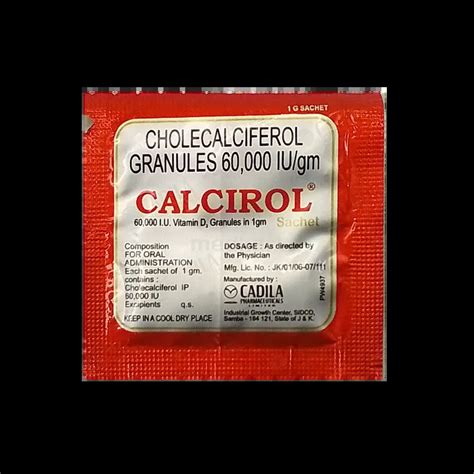 1 G SACHET
CHOLECALCIFEROL
GRANULES 60,000 IU/gm
CALCIROL®
60,000 I.U. Vitamin D₃ Granules in 1gm Sachet
Composition
FOR ORAL
ADMINISTRATION
Each sachet of 1 gm.
contains:
Cholecalciferol IP
60,000 IU
Excipients q.s.
KEEP IN A COOL DRY PLACE
DOSAGE : As directed by
the Physician
Mfg. Lic. No. : JK/01/06-07/111
Manufactured by :
CADILA
PHARMACEUTICALS
LIMITED
Industrial Growth Center, SIDCO,
Samba - 184 121, State of J & K.
PH4937